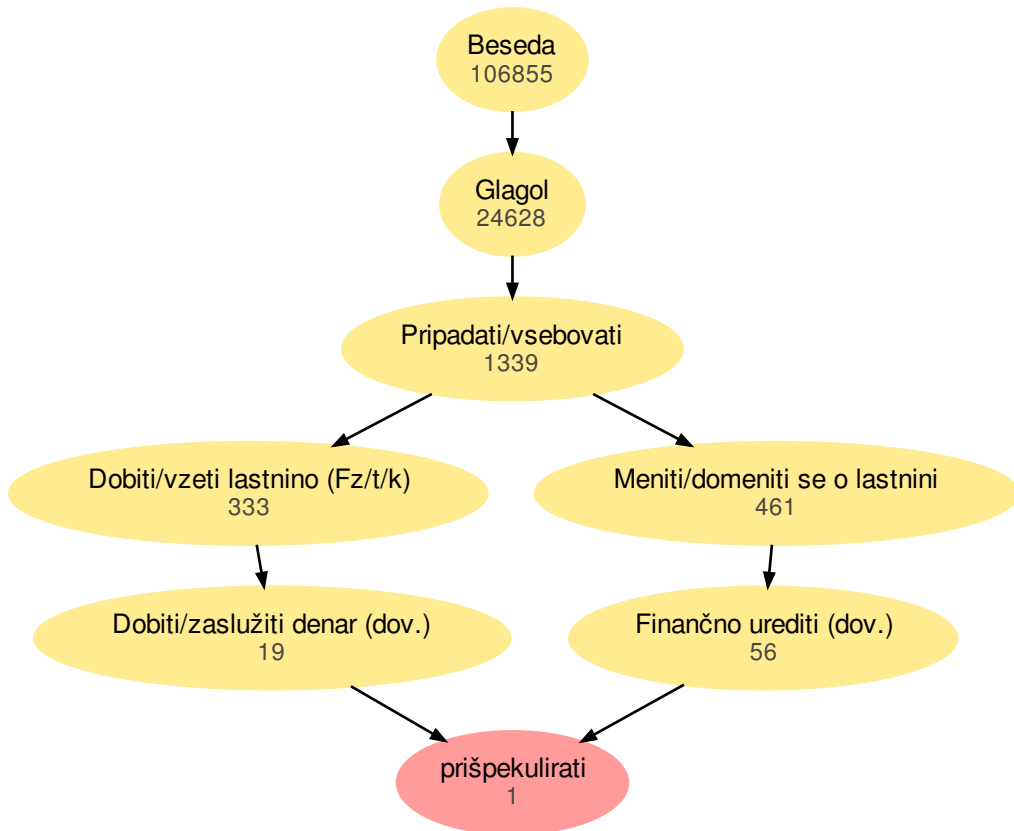 Beseda
106855
Glagol
24628
Pripadati/vsebovati
1339
Dobiti/vzeti lastnino (Fz/t/k)
333
Meniti/domeniti se o lastnini
461
Dobiti/zaslužiti denar (dov.)
19
Finančno urediti (dov.)
56
prišpekulirati
1